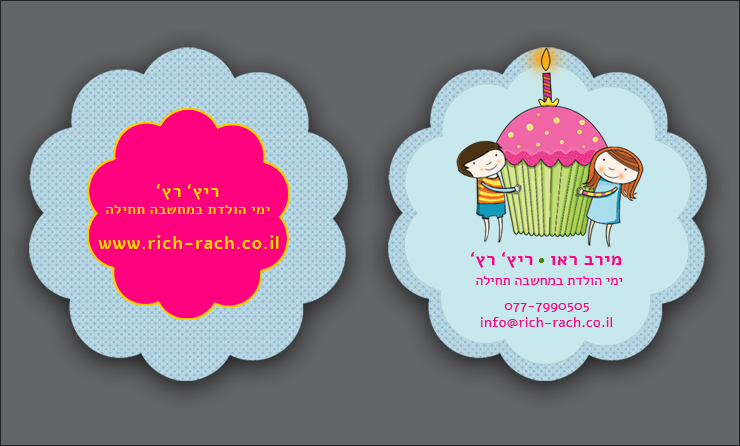 ריץ' רץ'
ימי הולדת במחשבה תחילה
www.rich-rach.co.il
מירב ראו • ריץ' רץ'
ימי הולדת במחשבה תחילה
077-7990505
info@rich-rach.co.il